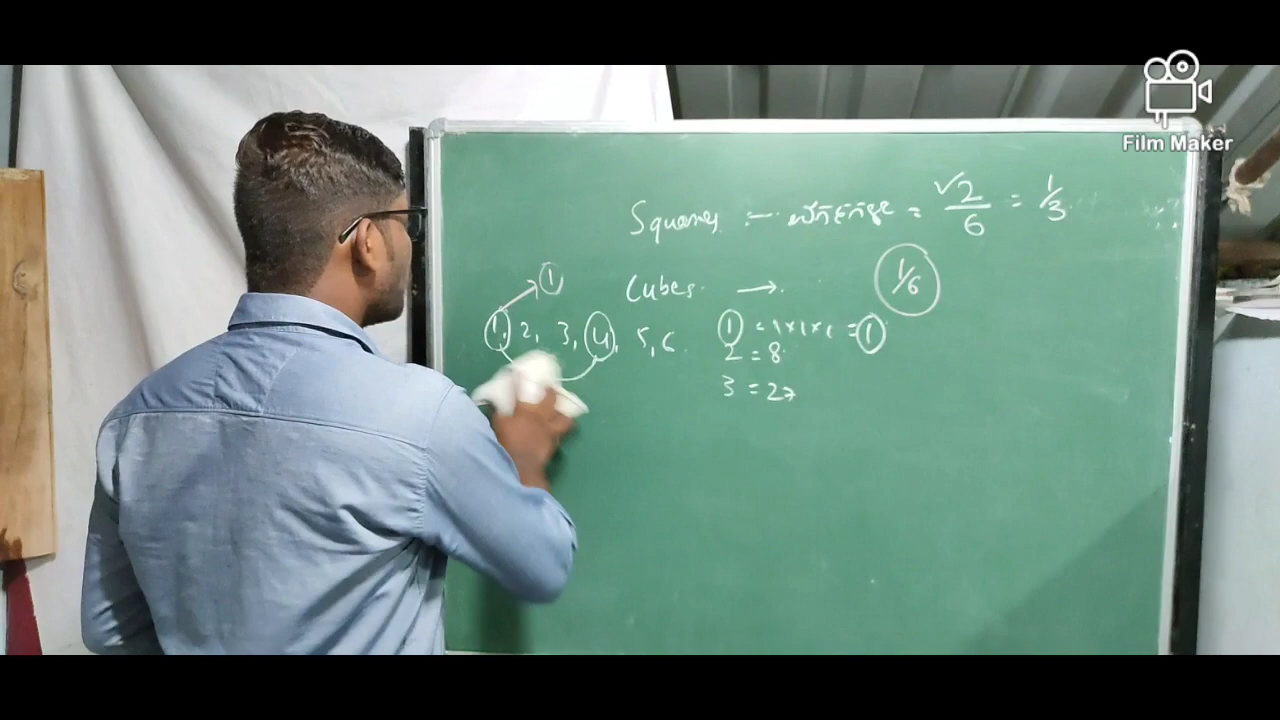 Film Maker
Squares :- = √2/6 = 1/3
Cubes → 1/6
1
1, 2, 3, 4, 5, 6
1 = 1×1×1 = 1
2 = 8
3 = 27